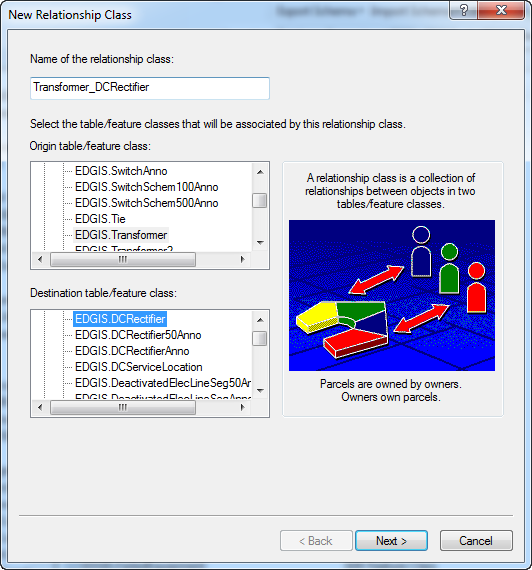 New Relationship Class
Name of the relationship class:
Transformer_DCRectifier
Select the table/feature classes that will be associated by this relationship class.
Origin table/feature class:
EDGIS.SwitchAnno
EDGIS.SwitchSchem100Anno
EDGIS.SwitchSchem500Anno
EDGIS.Tie
EDGIS.Transformer
EDGIS.Transformer2
A relationship class is a collection of
relationships between objects in two
tables/feature classes.
Parcels are owned by owners.
Owners own parcels.
Destination table/feature class:
EDGIS.DCRectifier
EDGIS.DCRectifier50Anno
EDGIS.DCRectifierAnno
EDGIS.DCServiceLocation
EDGIS.DeactivatedElecLineSeg50Ar
EDGIS.DeactivatedElecLineSegAnno
< Back
Next >
Cancel